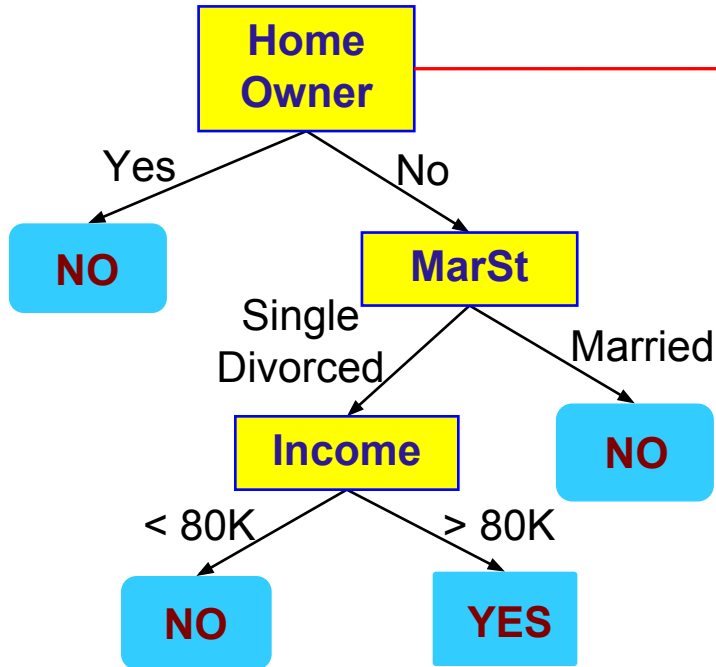 Home
Owner
Yes
No
NO
MarSt
Single
Divorced
Married
Income
NO
< 80K
> 80K
NO
YES